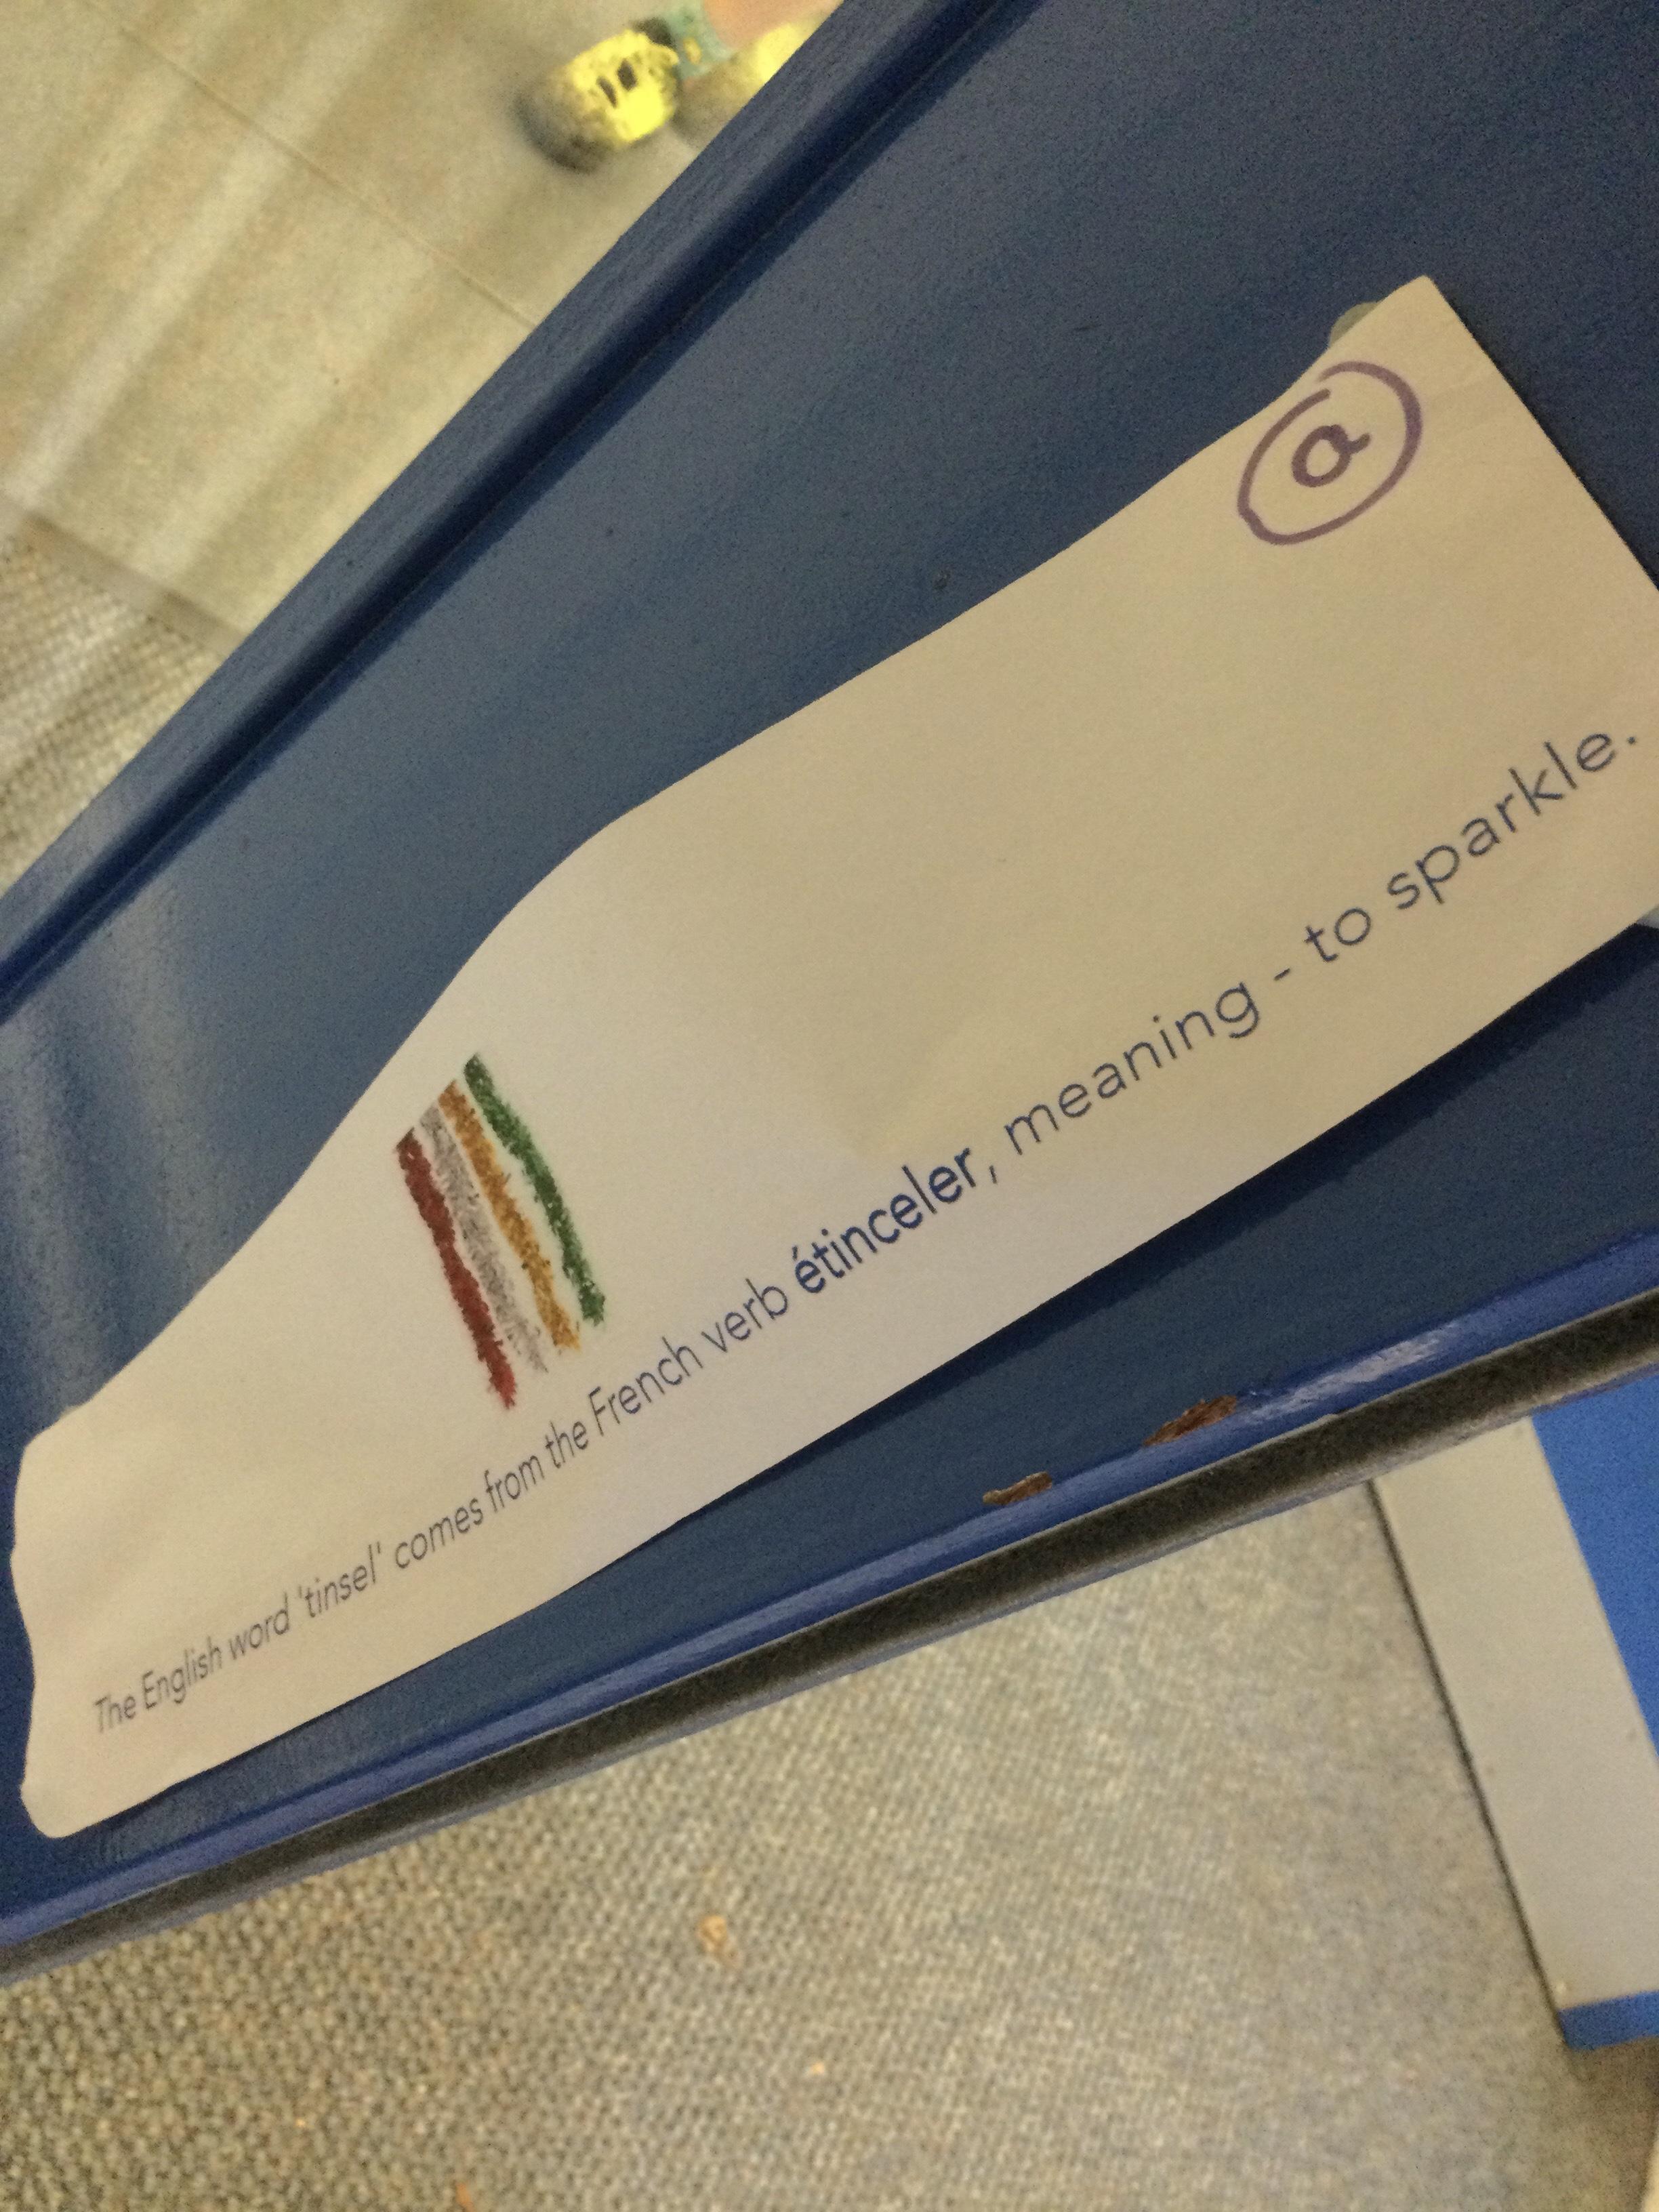 a
The English word 'tinsel' comes from the French verb étinceler, meaning - to sparkle.